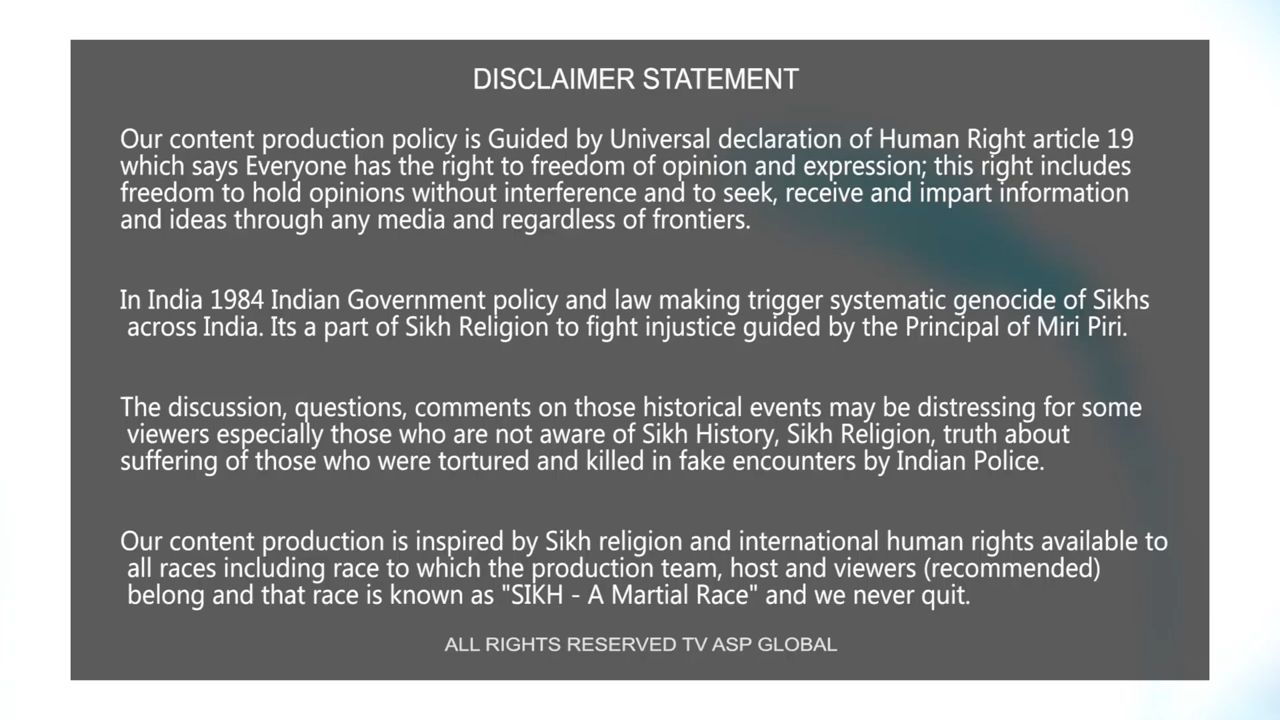 DISCLAIMER STATEMENT
Our content production policy is Guided by Universal declaration of Human Right article 19
which says Everyone has the right to freedom of opinion and expression; this right includes
freedom to hold opinions without interference and to seek, receive and impart information
and ideas through any media and regardless of frontiers.
In India 1984 Indian Government policy and law making trigger systematic genocide of Sikhs
across India. Its a part of Sikh Religion to fight injustice guided by the Principal of Miri Piri.
The discussion, questions, comments on those historical events may be distressing for some
viewers especially those who are not aware of Sikh History, Sikh Religion, truth about
suffering of those who were tortured and killed in fake encounters by Indian Police.
Our content production is inspired by Sikh religion and international human rights available to
all races including race to which the production team, host and viewers (recommended)
belong and that race is known as "SIKH - A Martial Race" and we never quit.
ALL RIGHTS RESERVED TV ASP GLOBAL